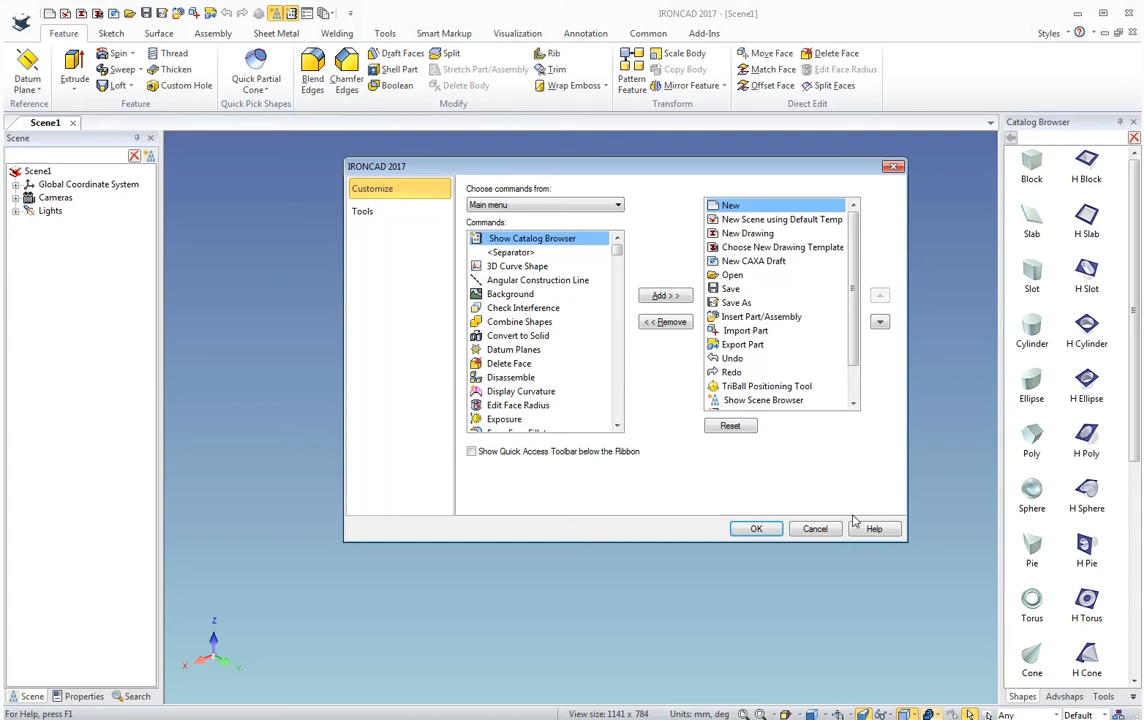 IRONCAD 2017 - [Scene1]
Feature Sketch Surface Assembly Sheet Metal Welding Tools Smart Markup Visualization Annotation Common Add-Ins Styles
Datum Plane
Reference
Extrude
Spin
Sweep
Loft
Thread
Thicken
Custom Hole
Feature
Quick Partial Cone
Quick Pick Shapes
Blend Edges
Chamfer Edges
Draft Faces
Shell Part
Boolean
Split
Stretch Part/Assembly
Delete Body
Rib
Trim
Wrap Emboss
Modify
Pattern Feature
Scale Body
Copy Body
Mirror Feature
Transform
Move Face
Match Face
Offset Face
Delete Face
Edit Face Radius
Split Faces
Direct Edit
Scene1
Scene
Scene1
Global Coordinate System
Cameras
Lights
IRONCAD 2017
Customize
Tools
Choose commands from:
Main menu
Commands:
Show Catalog Browser
<Separator>
3D Curve Shape
Angular Construction Line
Background
Check Interference
Combine Shapes
Convert to Solid
Datum Planes
Delete Face
Disassemble
Display Curvature
Edit Face Radius
Exposure
Add > >
< < Remove
New
New Scene using Default Temp
New Drawing
Choose New Drawing Template
New CAXA Draft
Open
Save
Save As
Insert Part/Assembly
Import Part
Export Part
Undo
Redo
TriBall Positioning Tool
Show Scene Browser
Reset
Show Quick Access Toolbar below the Ribbon
OK Cancel Help
Catalog Browser
Block H Block
Slab H Slab
Slot H Slot
Cylinder H Cylinder
Ellipse H Ellipse
Poly H Poly
Sphere H Sphere
Pie H Pie
Torus H Torus
Cone H Cone
Shapes Advshaps Tools
Z
X
Y
Scene Properties Search
For Help, press F1
View size: 1141 x 784
Units: mm, deg
Any
Default